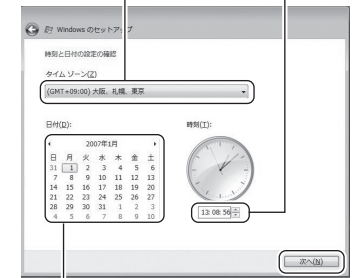 Windows のセットアップ
時刻と日付の設定の確認
タイム ゾーン(Z)
(GMT+09:00) 大阪、札幌、東京
日付(D):
時刻(T):
2007年1月
日 月 火 水 木 金 土
31 1 2 3 4 5 6
7 8 9 10 11 12 13
14 15 16 17 18 19 20
21 22 23 24 25 26 27
28 29 30 31 1 2 3
4 5 6 7 8 9 10
13:08:56
次へ(N)